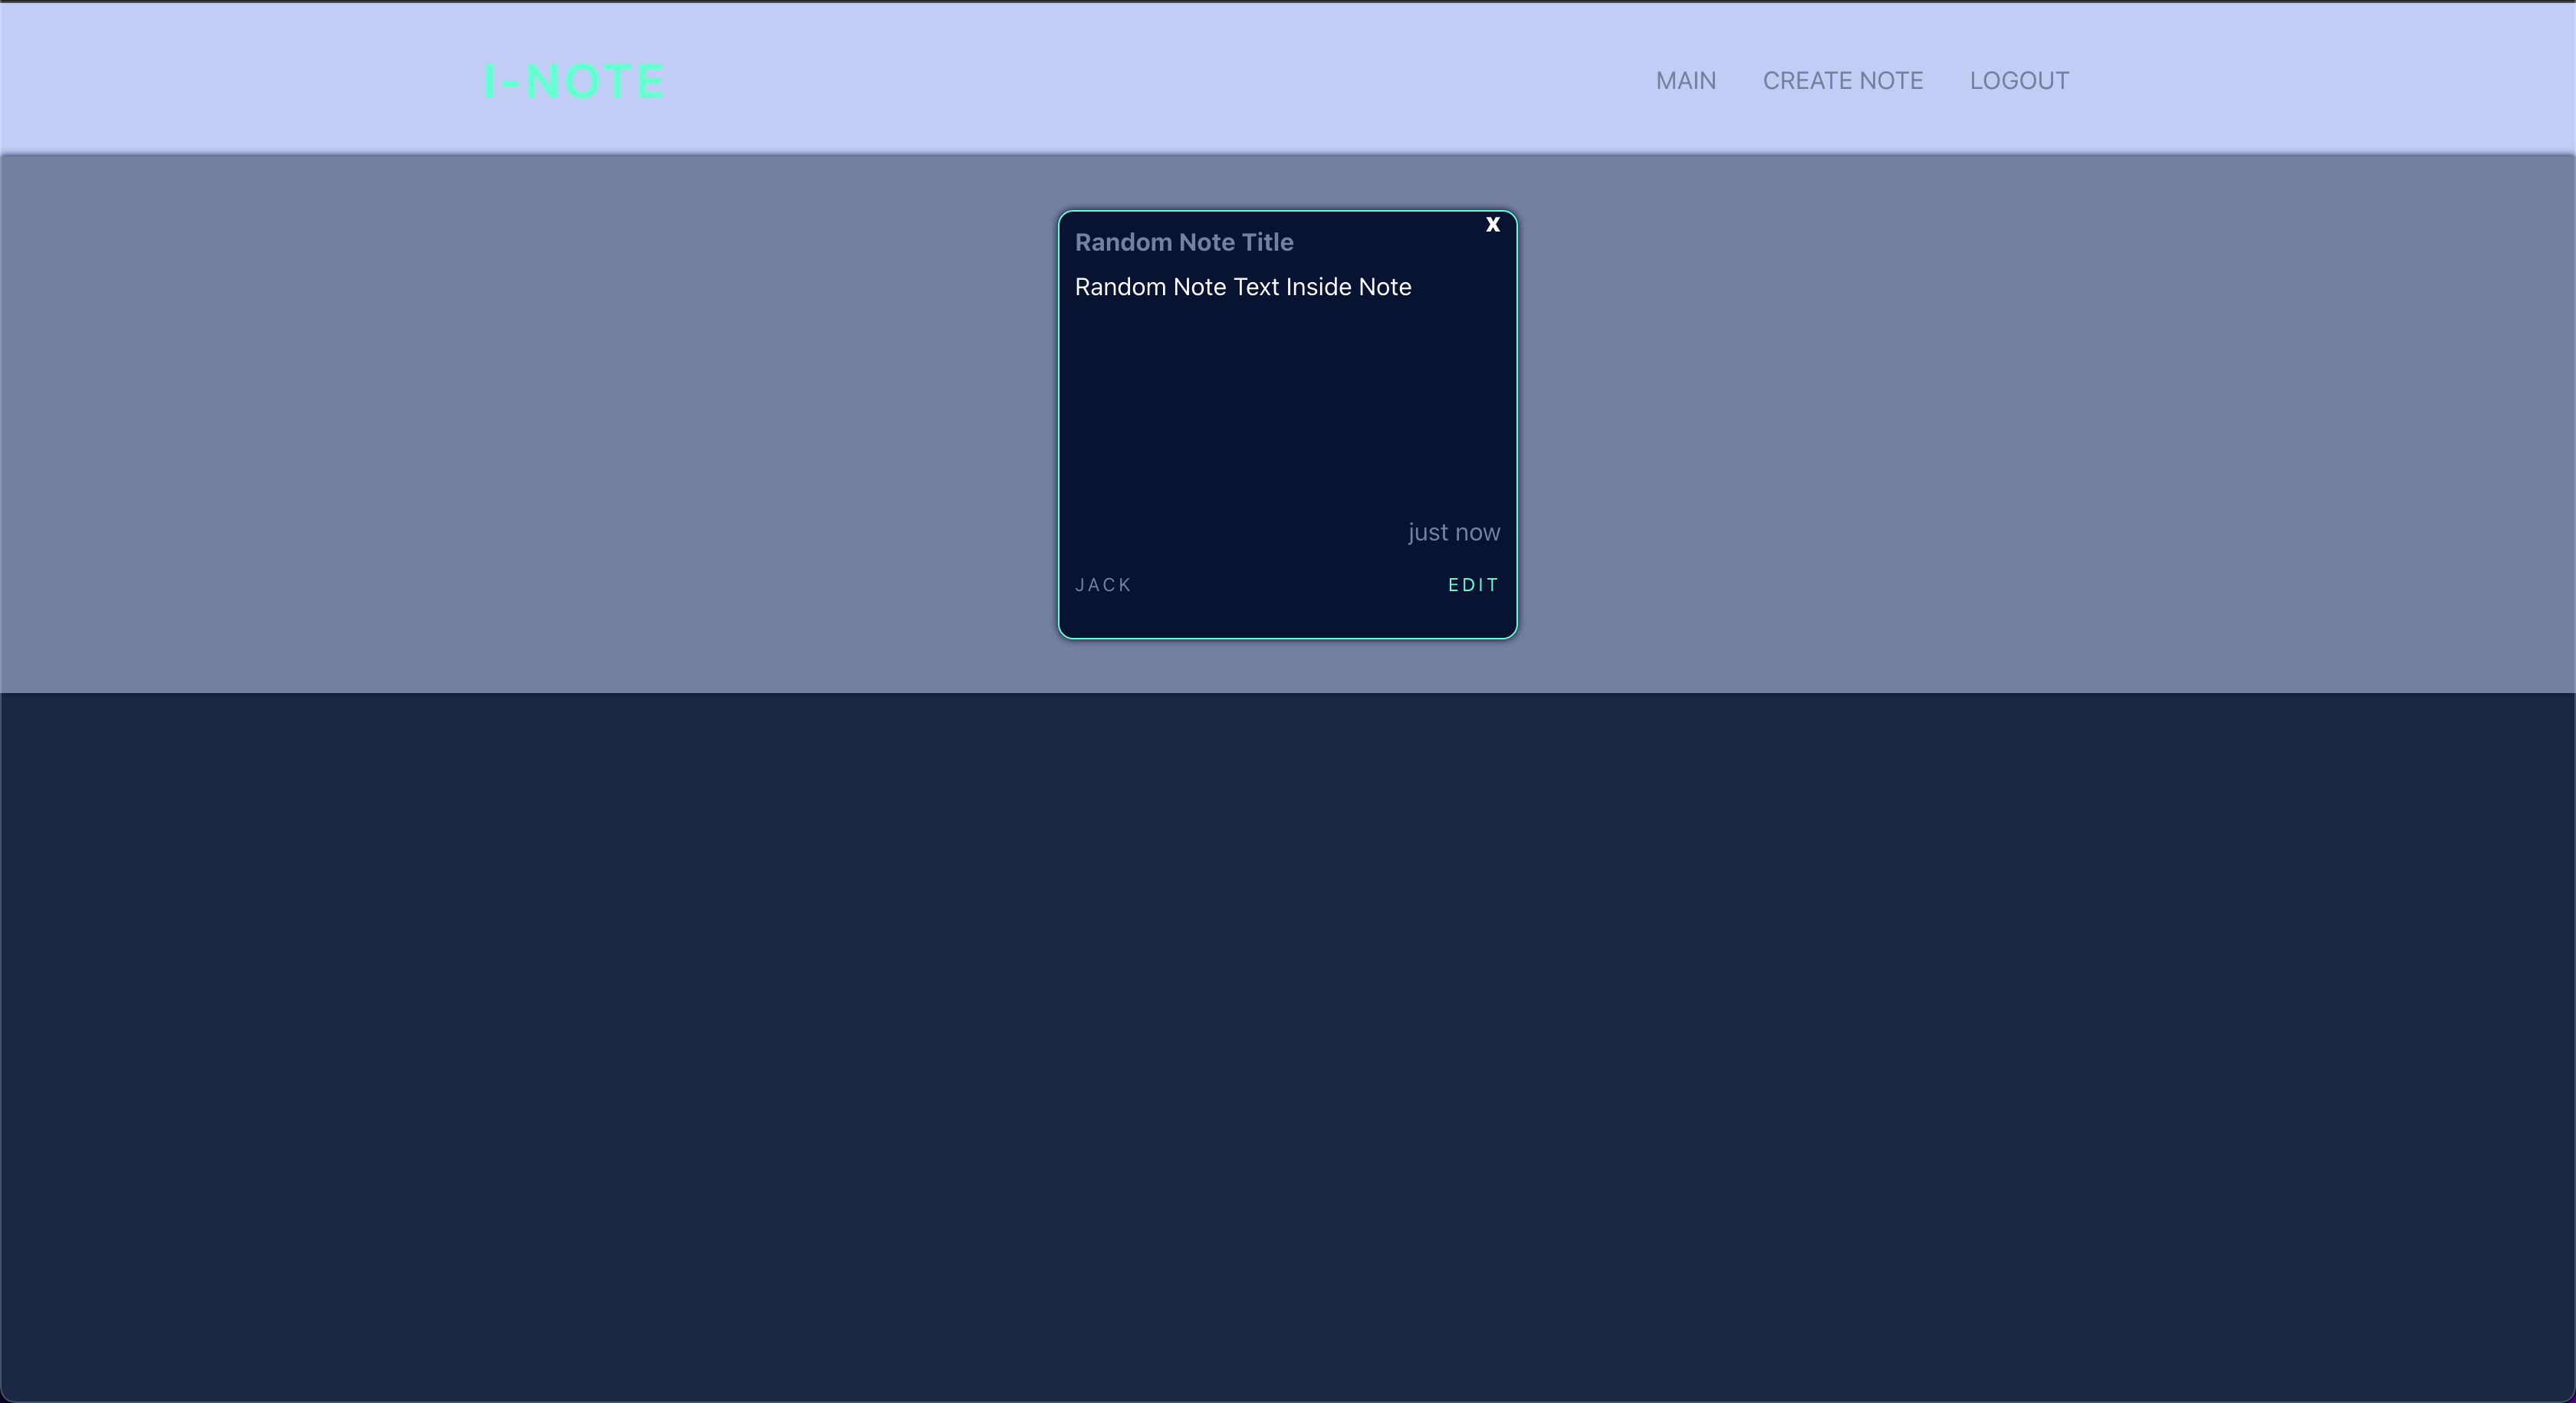 I-NOTE
MAIN CREATE NOTE LOGOUT
X
Random Note Title
Random Note Text Inside Note
just now
JACK EDIT